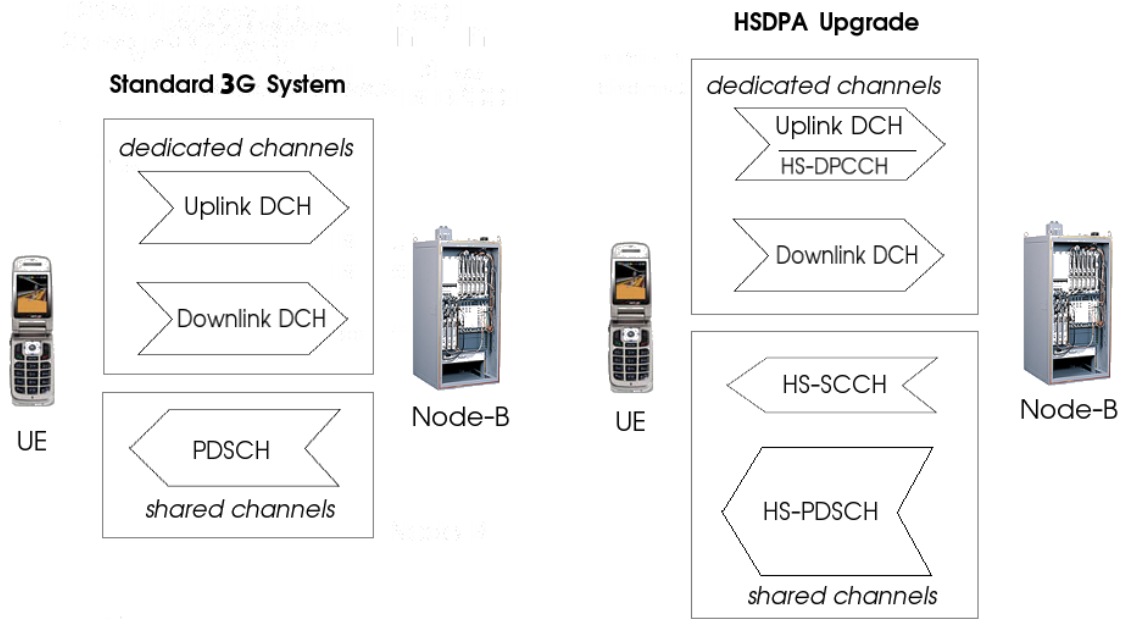 Standard 3G System
dedicated channels
Uplink DCH
Downlink DCH
UE
Node-B
PDSCH
shared channels
HSDPA Upgrade
dedicated channels
Uplink DCH
HS-DPCCH
Downlink DCH
UE
Node-B
HS-SCCH
HS-PDSCH
shared channels